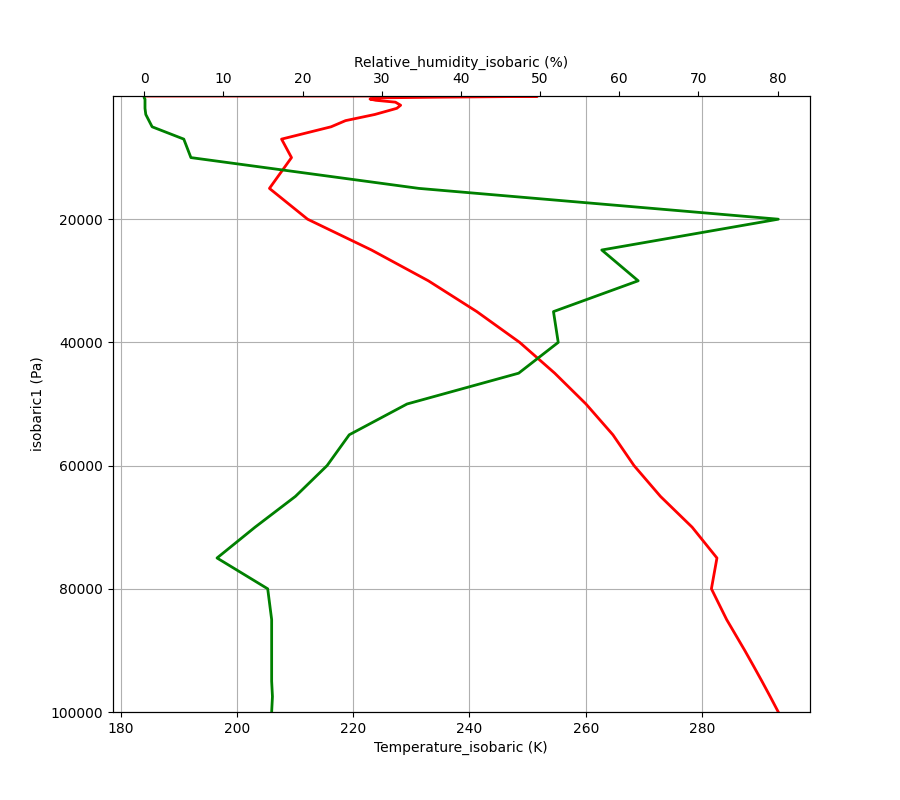 Relative_humidity_isobaric (%)
0 10 20 30 40 50 60 70 80
20000
40000
isobaric1 (Pa)
60000
80000
100000
180 200 220 240 260 280
Temperature_isobaric (K)